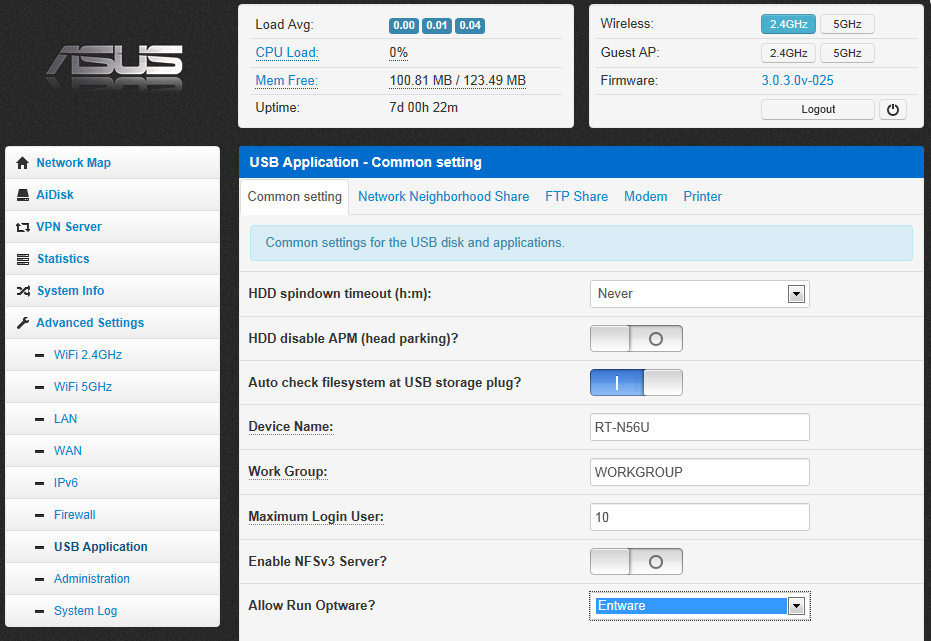 ASUS
Load Avg: 0.00 0.01 0.04
CPU Load: 0%
Mem Free: 100.81 MB / 123.49 MB
Uptime: 7d 00h 22m
Wireless: 2.4GHz 5GHz
Guest AP: 2.4GHz 5GHz
Firmware: 3.0.3.0v-025
Logout
Network Map
AiDisk
VPN Server
Statistics
System Info
Advanced Settings
WiFi 2.4GHz
WiFi 5GHz
LAN
WAN
IPv6
Firewall
USB Application
Administration
System Log
USB Application - Common setting
Common setting Network Neighborhood Share FTP Share Modem Printer
Common settings for the USB disk and applications.
HDD spindown timeout (h:m): Never
HDD disable APM (head parking)?
Auto check filesystem at USB storage plug?
Device Name: RT-N56U
Work Group: WORKGROUP
Maximum Login User: 10
Enable NFSv3 Server?
Allow Run Optware? Entware